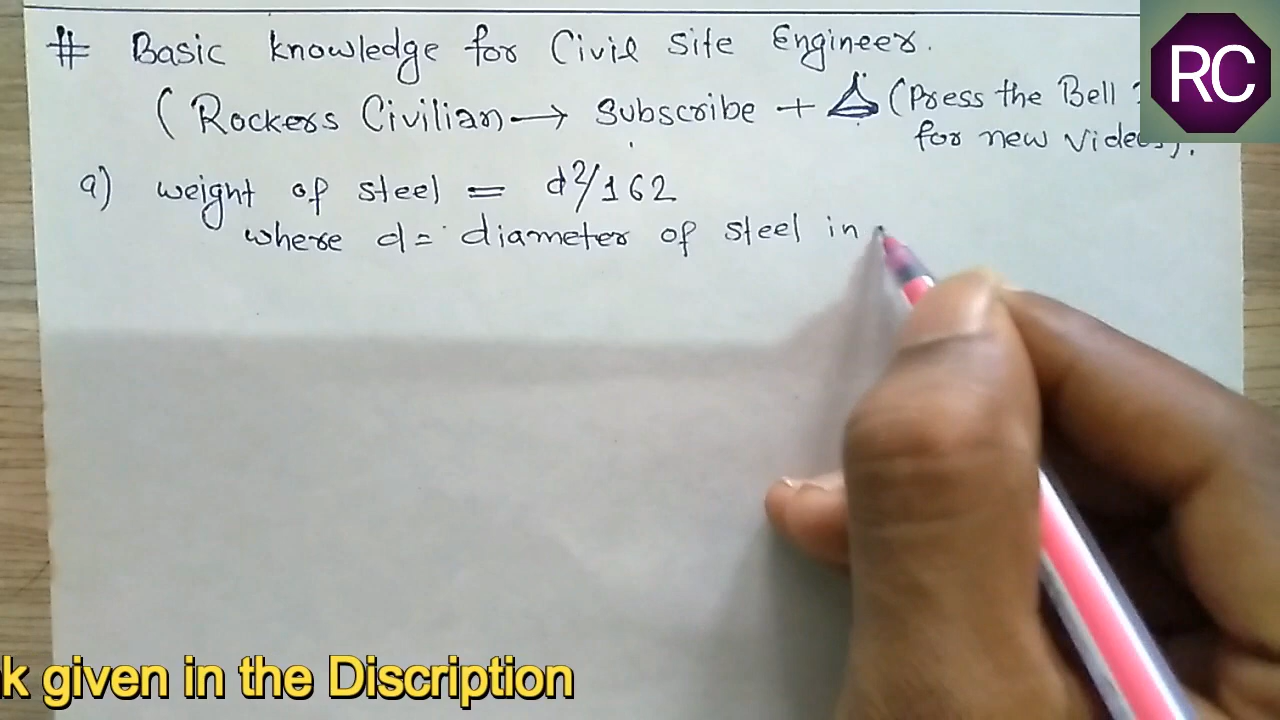 # Basic knowledge for Civil Site Engineer.
RC
( Rockers Civilian → Subscribe + (Press the Bell
for new Videos).
a) weight of steel = d²/162
where d = diameter of steel in
k given in the Discription